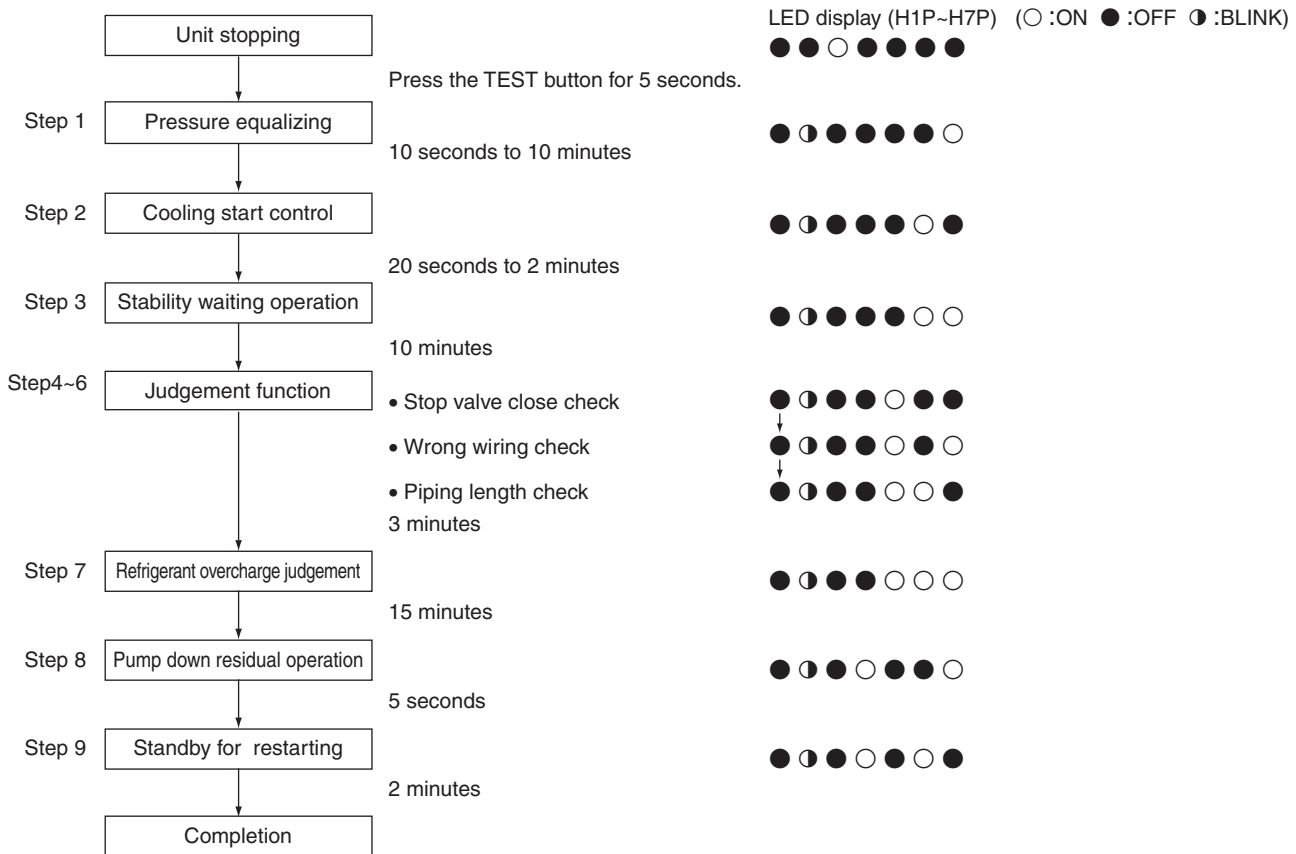 LED display (H1P~H7P) (○ :ON ● :OFF ◑ :BLINK)
Unit stopping ● ● ○ ● ● ● ●
Press the TEST button for 5 seconds.
Step 1 Pressure equalizing ● ◑ ● ● ● ● ○
10 seconds to 10 minutes
Step 2 Cooling start control ● ◑ ● ● ● ○ ●
20 seconds to 2 minutes
Step 3 Stability waiting operation ● ◑ ● ● ● ○ ○
10 minutes
Step4~6 Judgement function
• Stop valve close check ● ◑ ● ● ○ ● ●
• Wrong wiring check ● ◑ ● ● ○ ● ○
• Piping length check ● ◑ ● ● ○ ○ ●
3 minutes
Step 7 Refrigerant overcharge judgement ● ◑ ● ● ○ ○ ○
15 minutes
Step 8 Pump down residual operation ● ◑ ● ○ ● ● ○
5 seconds
Step 9 Standby for restarting ● ◑ ● ○ ● ○ ●
2 minutes
Completion